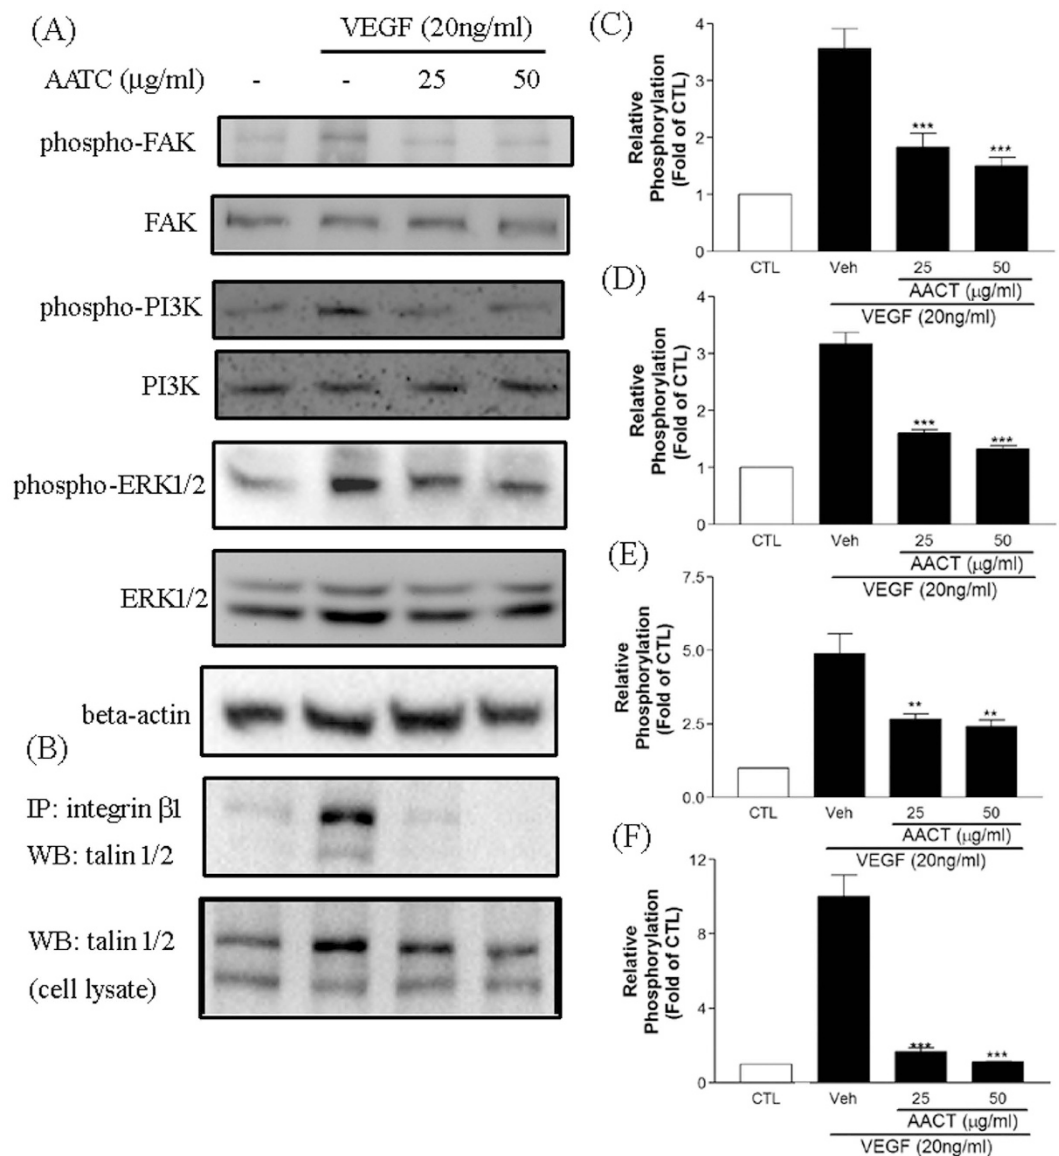 (A)
VEGF (20ng/ml)
AATC (μg/ml) - - 25 50
phospho-FAK
FAK
phospho-PI3K
PI3K
phospho-ERK1/2
ERK1/2
beta-actin
(B)
IP: integrin β1
WB: talin 1/2
WB: talin 1/2
(cell lysate)
(C)
Relative
Phosphorylation
(Fold of CTL)
4
3
2
1
0
***
***
CTL Veh 25 50
AACT (μg/ml)
VEGF (20ng/ml)
(D)
Relative
Phosphorylation
(Fold of CTL)
4
3
2
1
0
***
***
CTL Veh 25 50
AACT (μg/ml)
VEGF (20ng/ml)
(E)
Relative
Phosphorylation
(Fold of CTL)
7.5
5.0
2.5
0.0
**
**
CTL Veh 25 50
AACT (μg/ml)
VEGF (20ng/ml)
(F)
Relative
Phosphorylation
(Fold of CTL)
12
8
4
0
***
***
CTL Veh 25 50
AACT (μg/ml)
VEGF (20ng/ml)